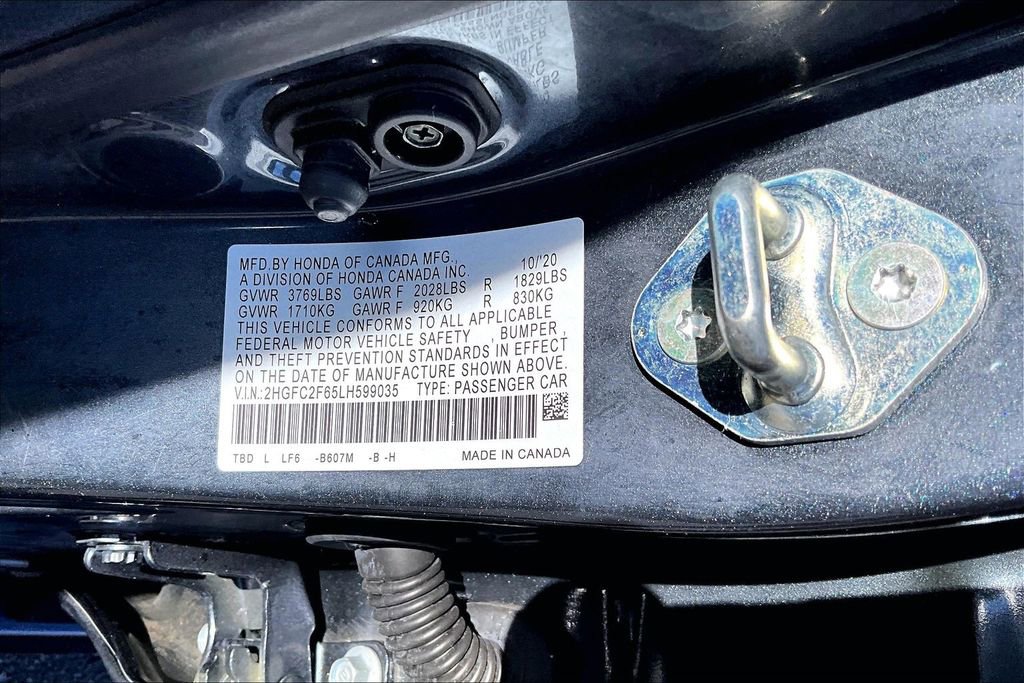 MFD.BY HONDA OF CANADA MFG., 10/'20
A DIVISION OF HONDA CANADA INC.
GVWR 3769LBS GAWR F 2028LBS R 1829LBS
GVWR 1710KG GAWR F 920KG R 830KG
THIS VEHICLE CONFORMS TO ALL APPLICABLE
FEDERAL MOTOR VEHICLE SAFETY , BUMPER,
AND THEFT PREVENTION STANDARDS IN EFFECT
ON THE DATE OF MANUFACTURE SHOWN ABOVE.
V.I.N.:2HGFC2F65LH599035 TYPE: PASSENGER CAR
TBD L LF6 -B607M -B -H MADE IN CANADA